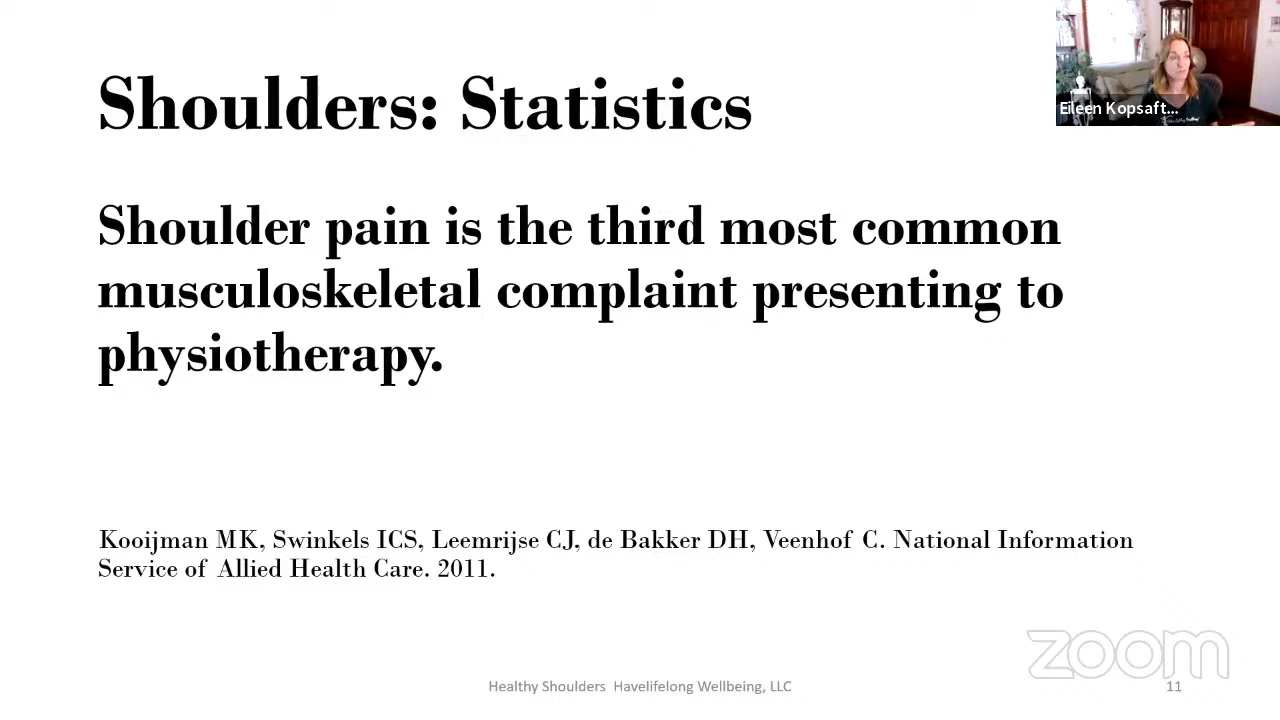 Shoulders: Statistics
Eileen Kopsaft...
Shoulder pain is the third most common
musculoskeletal complaint presenting to
physiotherapy.
Kooijman MK, Swinkels ICS, Leemrijse CJ, de Bakker DH, Veenhof C. National Information
Service of Allied Health Care. 2011.
zoom
Healthy Shoulders Havelifelong Wellbeing, LLC
11